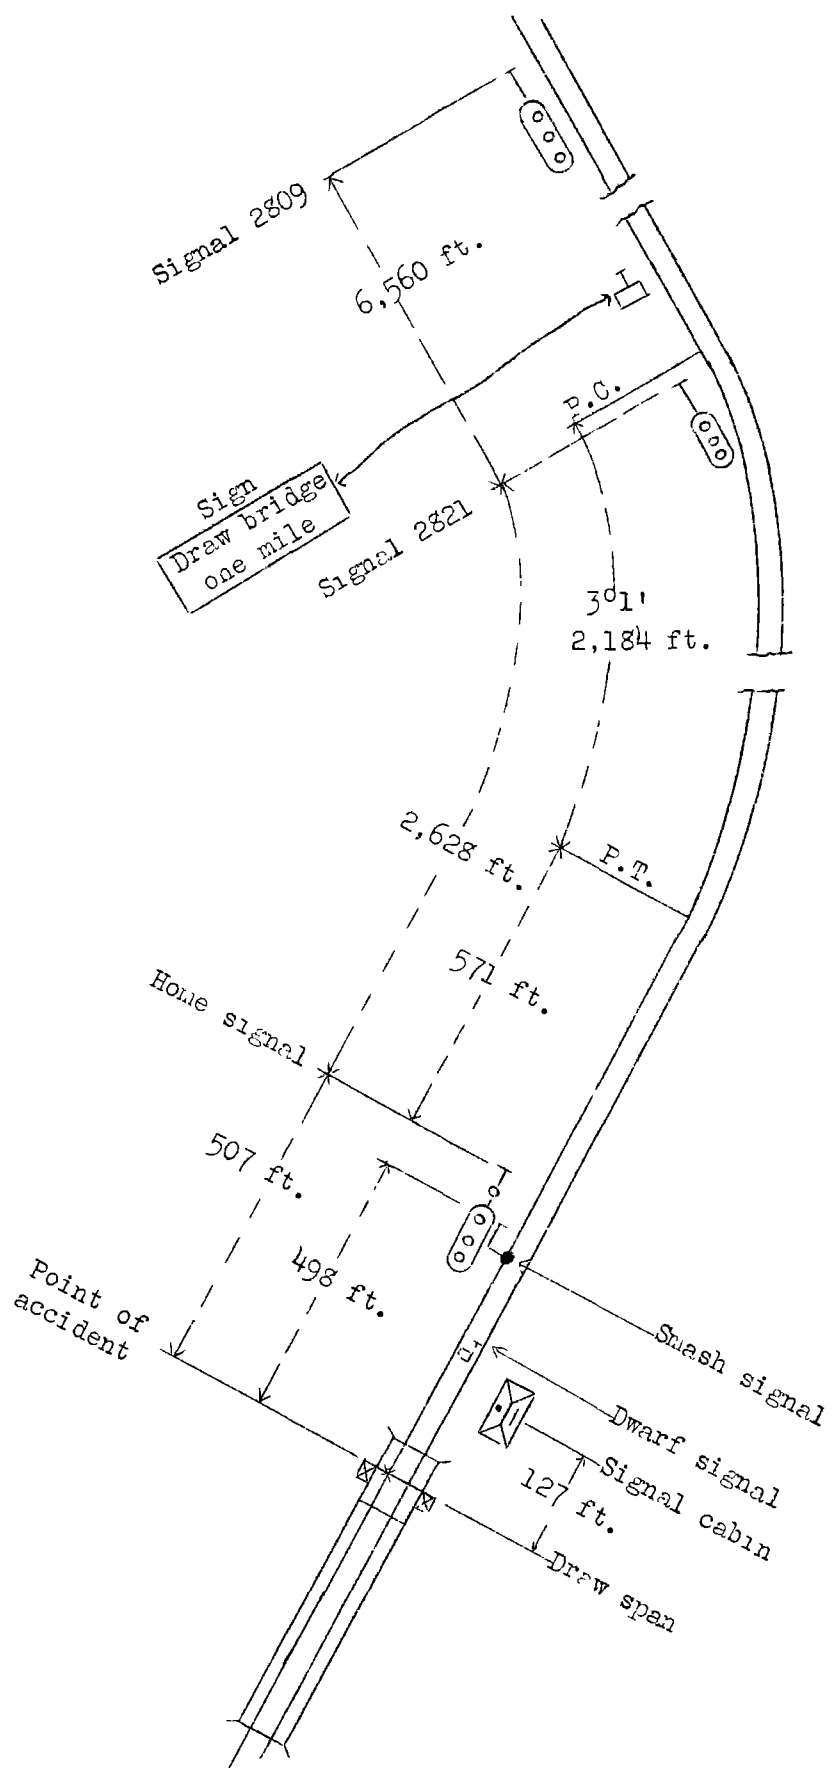 Signal 2809
6,560 ft.
P.C.
Sign
Draw bridge
one mile
Signal 2821
3°1'
2,184 ft.
2,628 ft.
P.T.
571 ft.
Home signal
507 ft.
498 ft.
Point of
accident
Smash signal
Dwarf signal
Signal cabin
127 ft.
Draw span